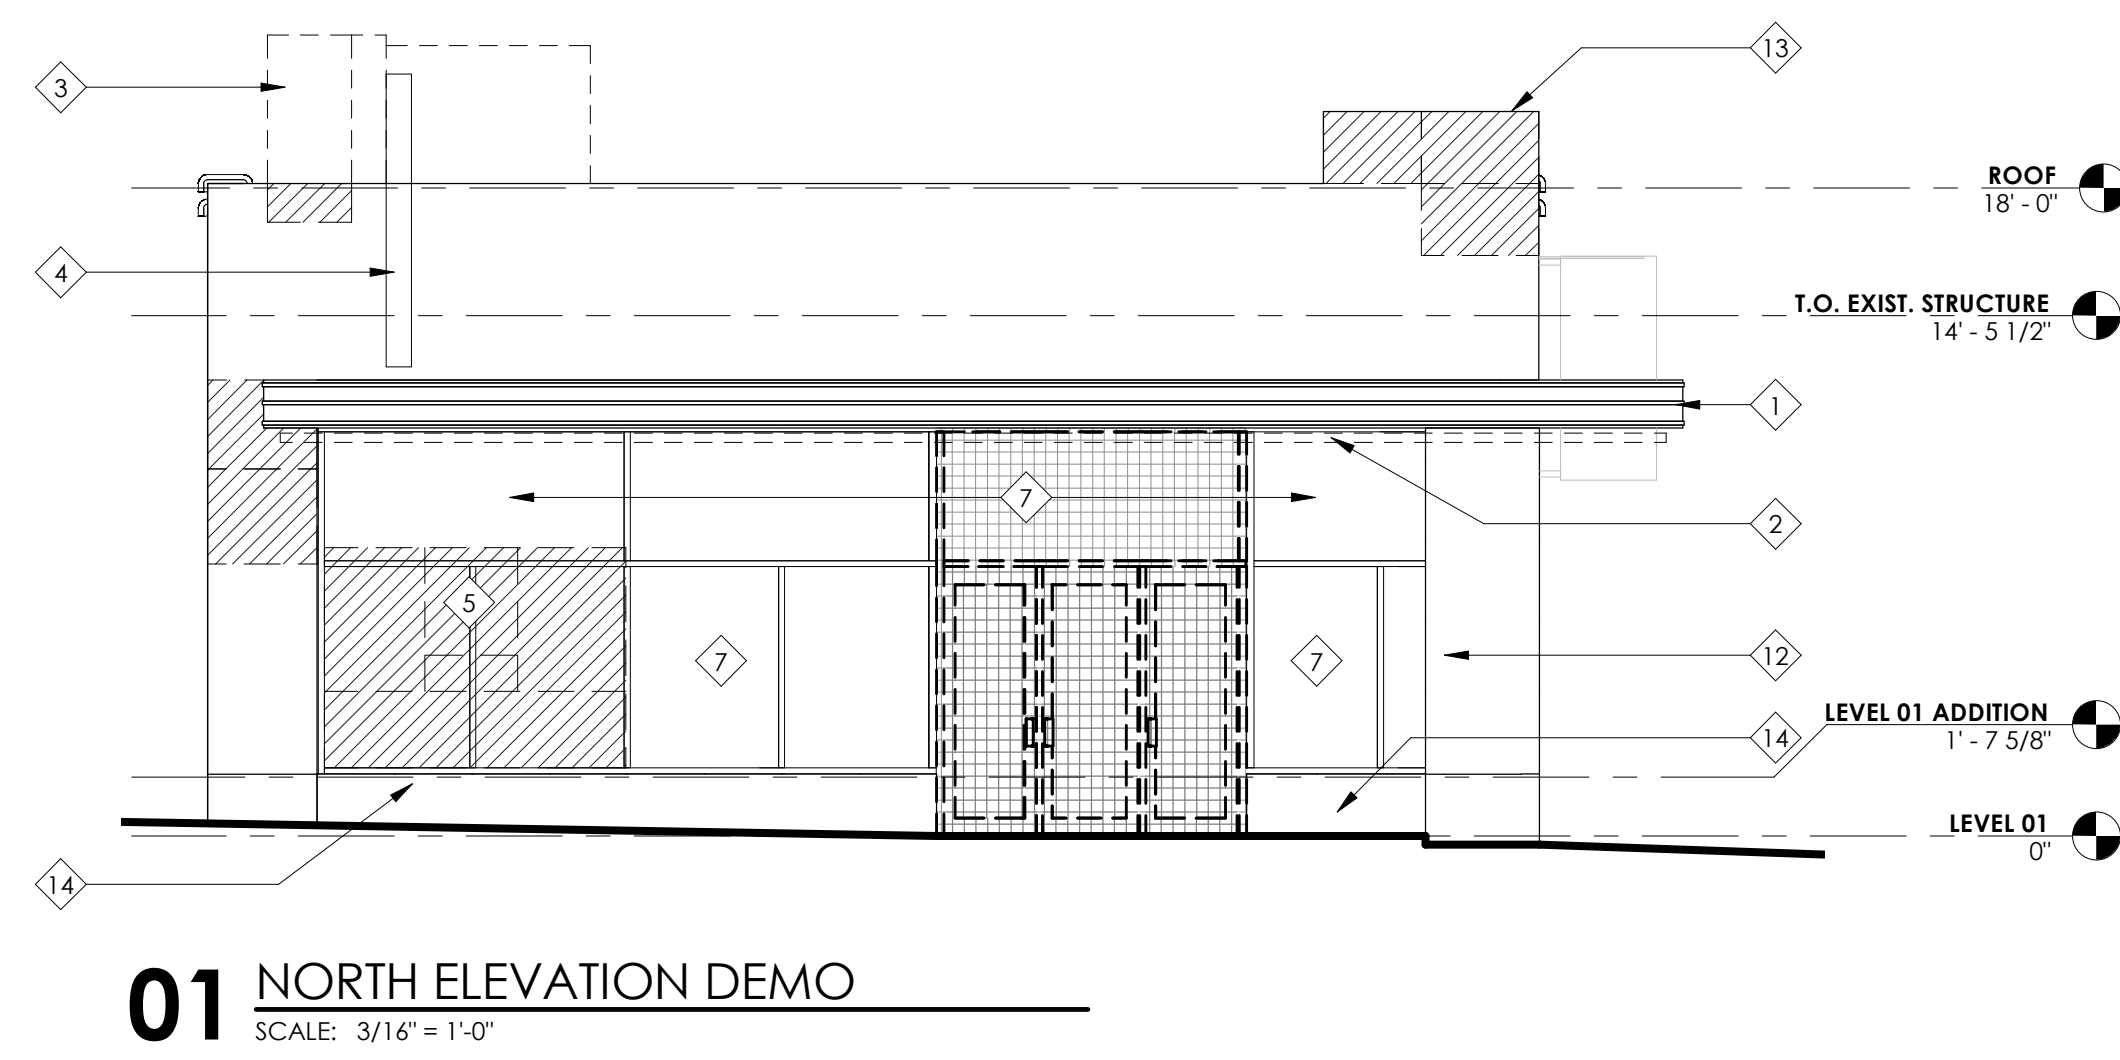 3
13
ROOF
18' - 0"
4
T.O. EXIST. STRUCTURE
14' - 5 1/2"
1
7
2
5
7
7
12
LEVEL 01 ADDITION
1' - 7 5/8"
14
LEVEL 01
0"
14
01 NORTH ELEVATION DEMO
SCALE: 3/16" = 1'-0"